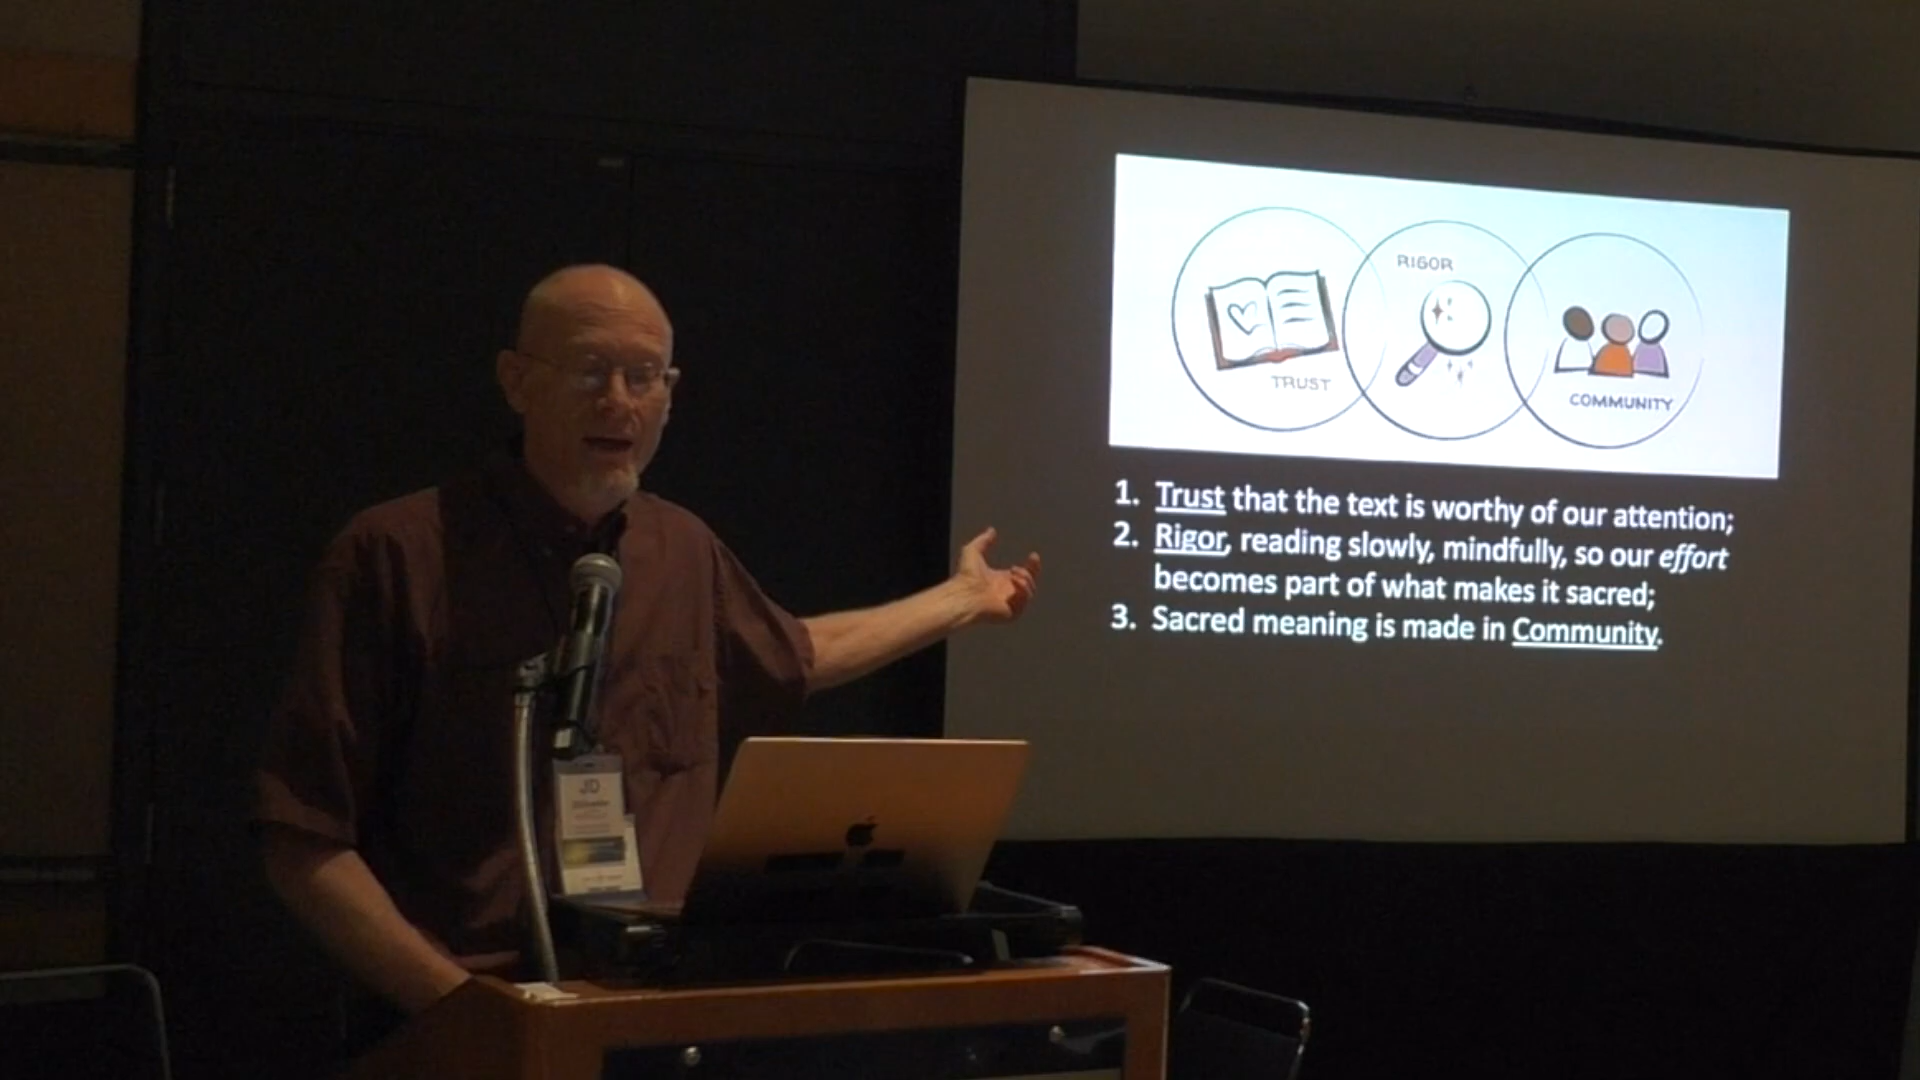 RIGOR
TRUST
COMMUNITY
1. Trust that the text is worthy of our attention;
2. Rigor, reading slowly, mindfully, so our effort
becomes part of what makes it sacred;
3. Sacred meaning is made in Community.
JD